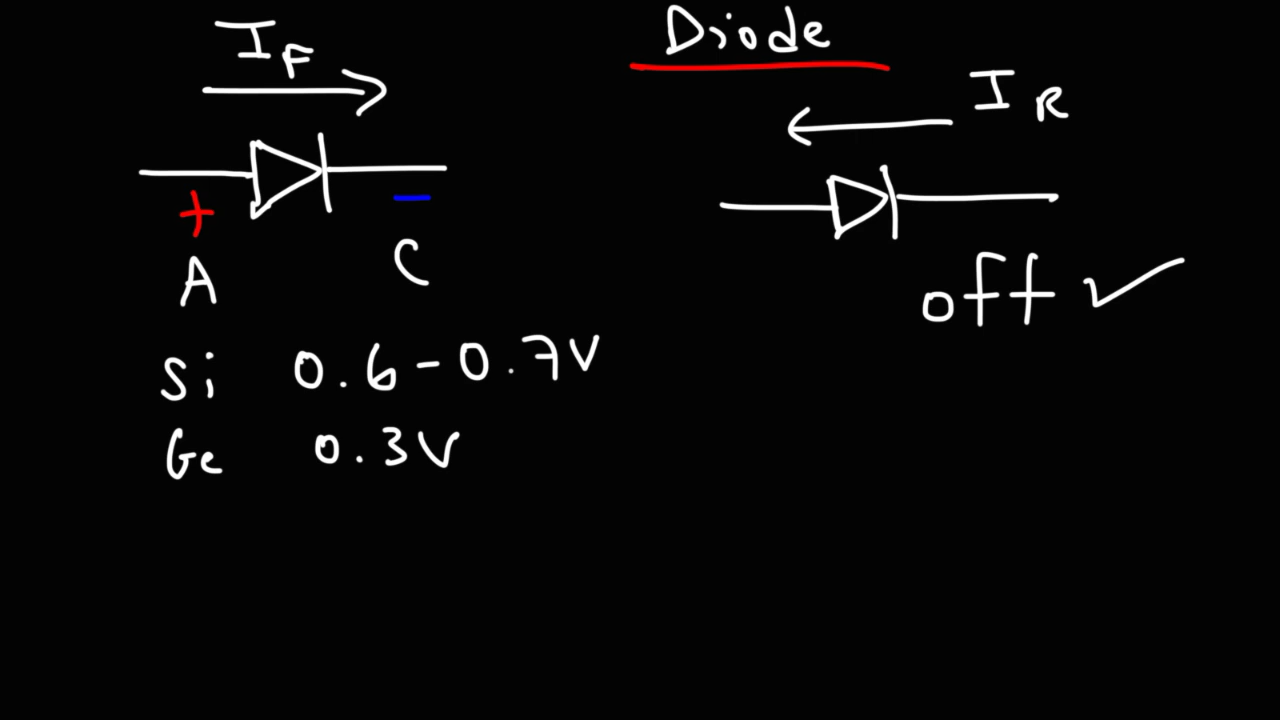 I_F
Diode
I_R
+
−
A
C
off ✓
Si 0.6-0.7V
Ge 0.3V